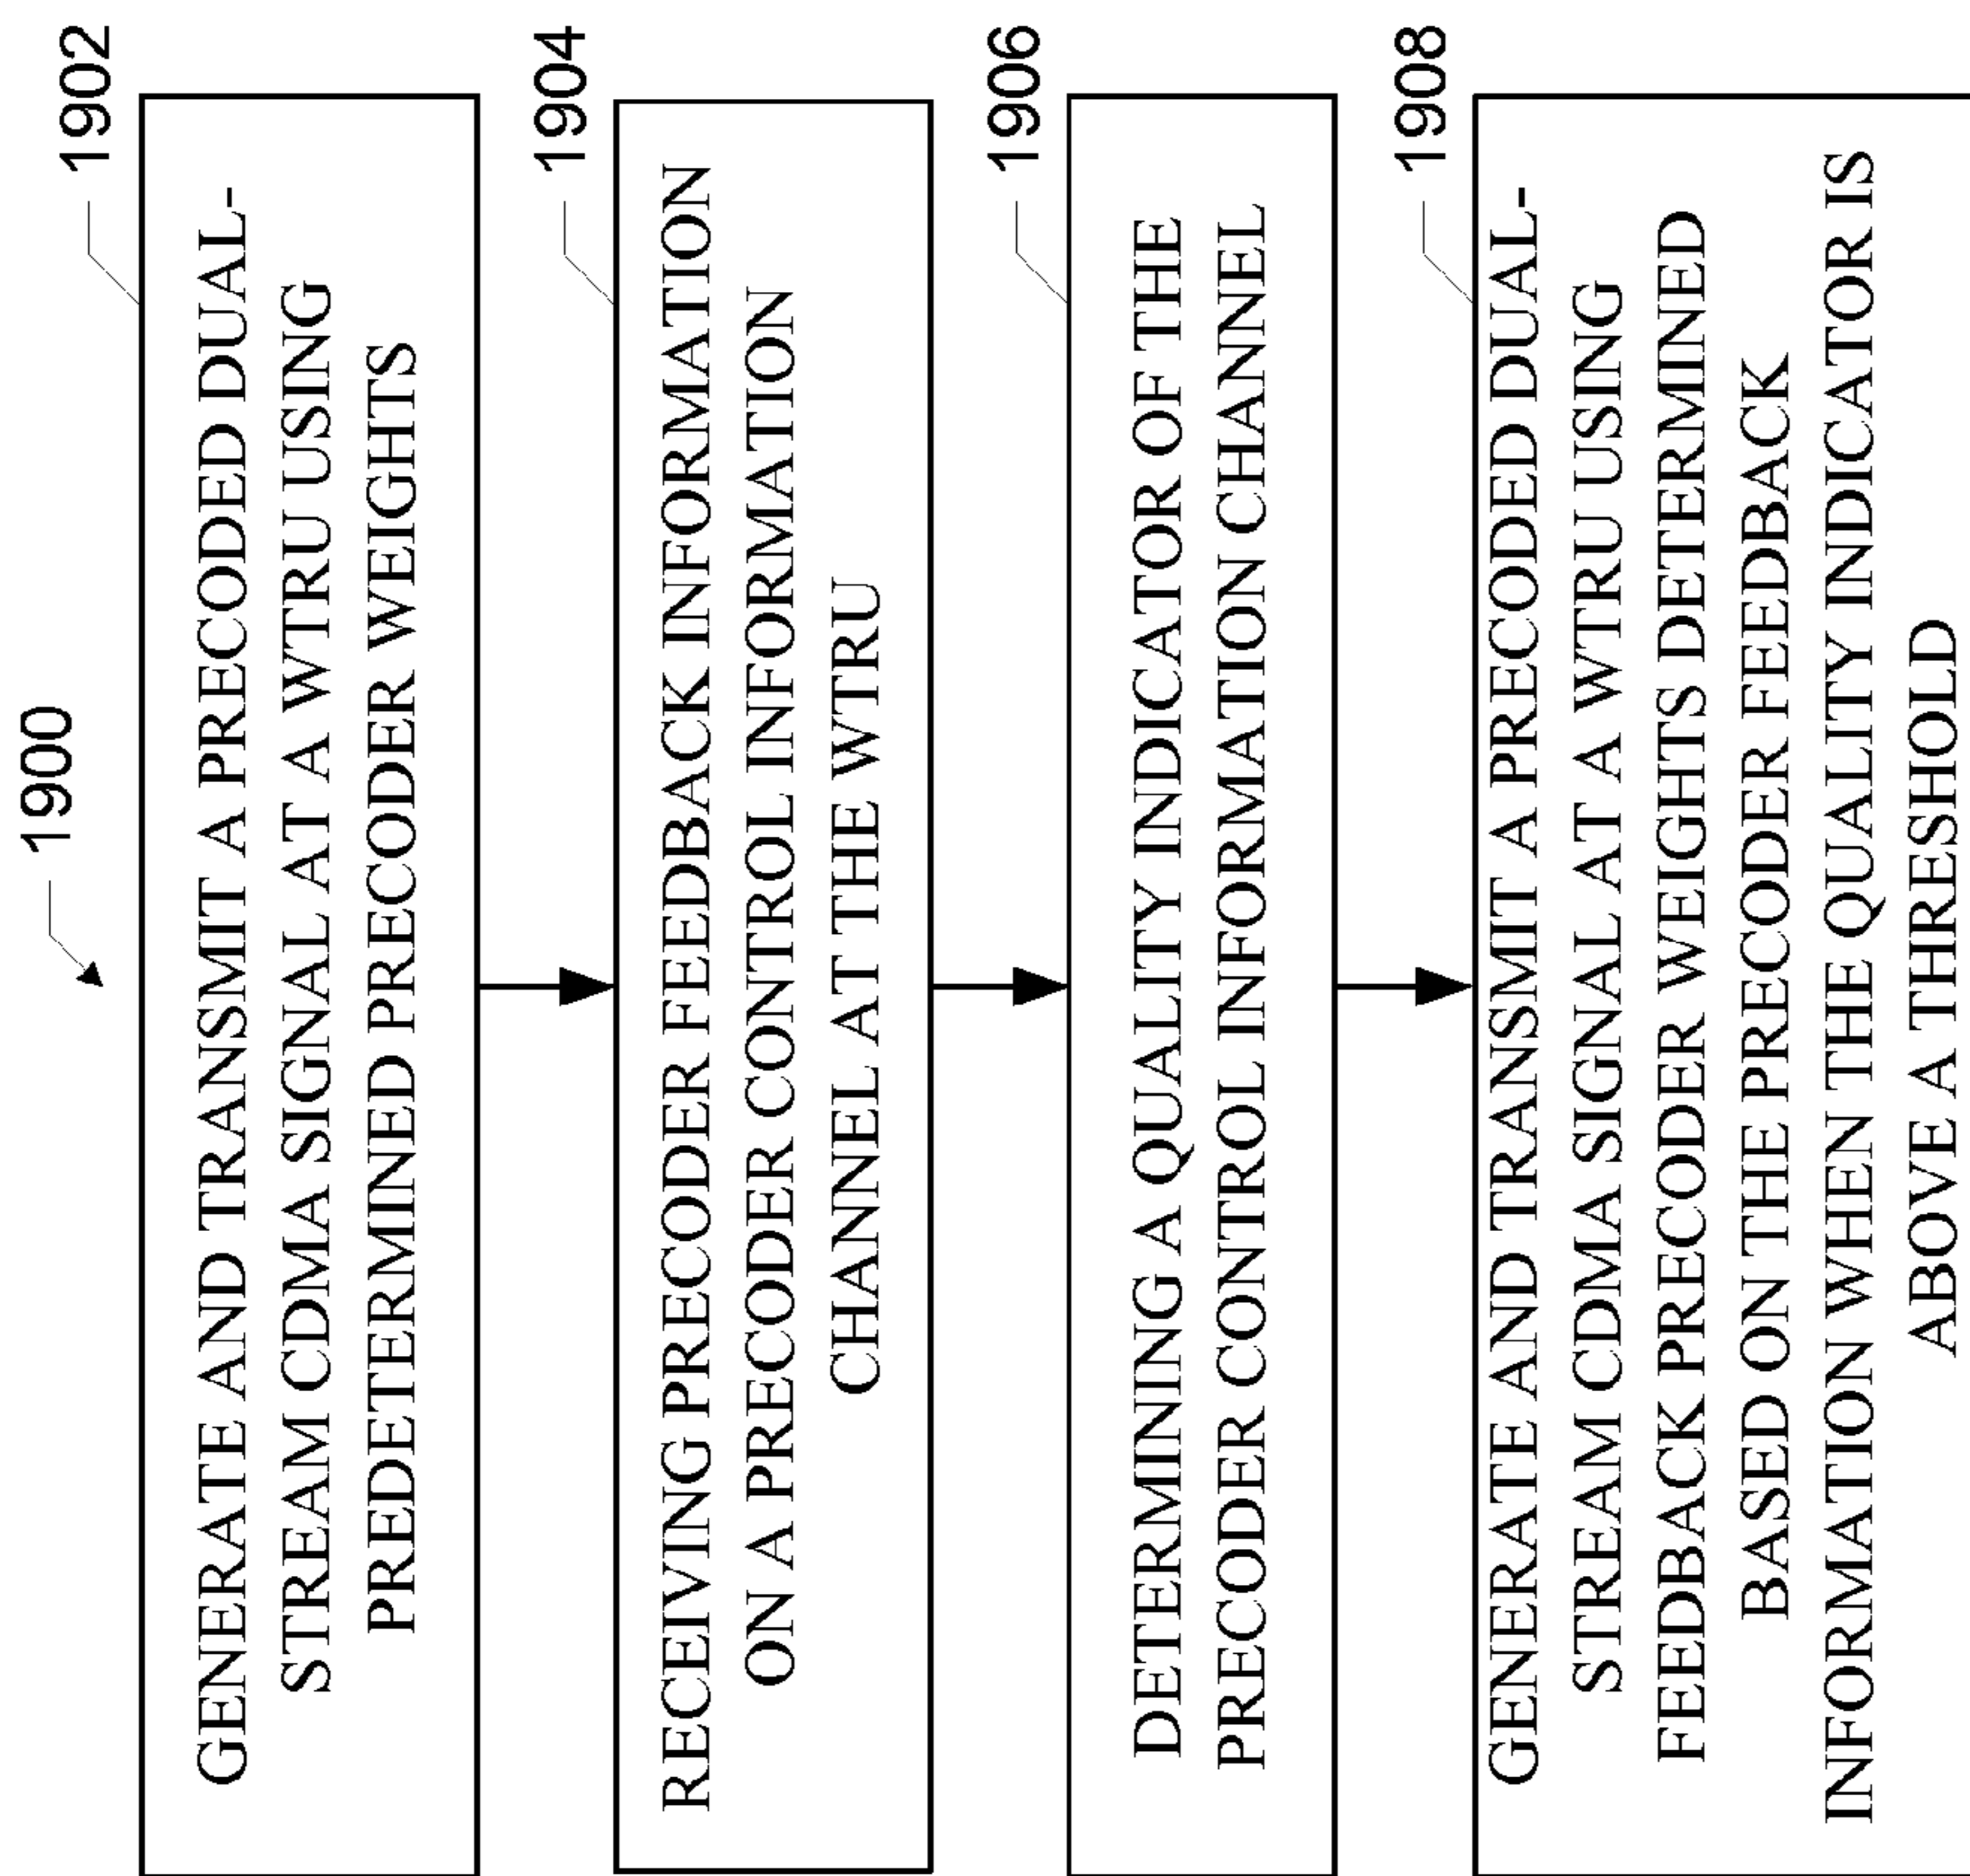 1900
1902
GENERATE AND TRANSMIT A PRECODED DUAL-
STREAM CDMA SIGNAL AT A WTRU USING
PREDETERMINED PRECODER WEIGHTS
1904
RECEIVING PRECODER FEEDBACK INFORMATION
ON A PRECODER CONTROL INFORMATION
CHANNEL AT THE WTRU
1906
DETERMINING A QUALITY INDICATOR OF THE
PRECODER CONTROL INFORMATION CHANNEL
1908
GENERATE AND TRANSMIT A PRECODED DUAL-
STREAM CDMA SIGNAL AT A WTRU USING
FEEDBACK PRECODER WEIGHTS DETERMINED
BASED ON THE PRECODER FEEDBACK
INFORMATION WHEN THE QUALITY INDICATOR IS
ABOVE A THRESHOLD